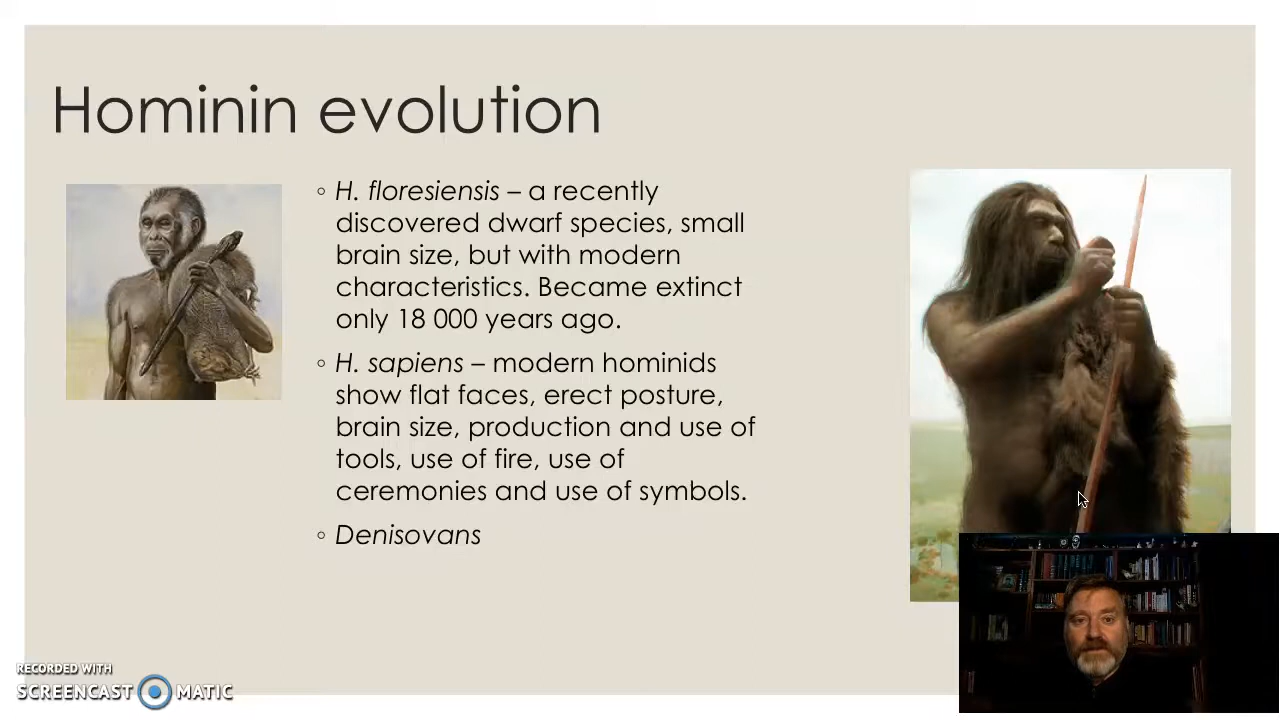 Hominin evolution
◦ H. floresiensis – a recently
discovered dwarf species, small
brain size, but with modern
characteristics. Became extinct
only 18 000 years ago.
◦ H. sapiens – modern hominids
show flat faces, erect posture,
brain size, production and use of
tools, use of fire, use of
ceremonies and use of symbols.
◦ Denisovans
RECORDED WITH
SCREENCAST MATIC